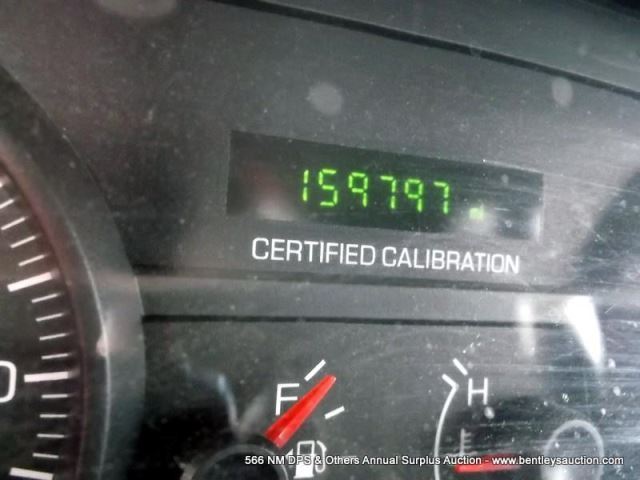 159797
CERTIFIED CALIBRATION
F
H
566 NM DPS & Others Annual Surplus Auction - www.bentleysauction.com